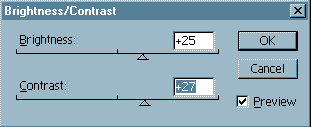 Brightness/Contrast
Brightness: +25
OK
Cancel
Contrast: +27
Preview